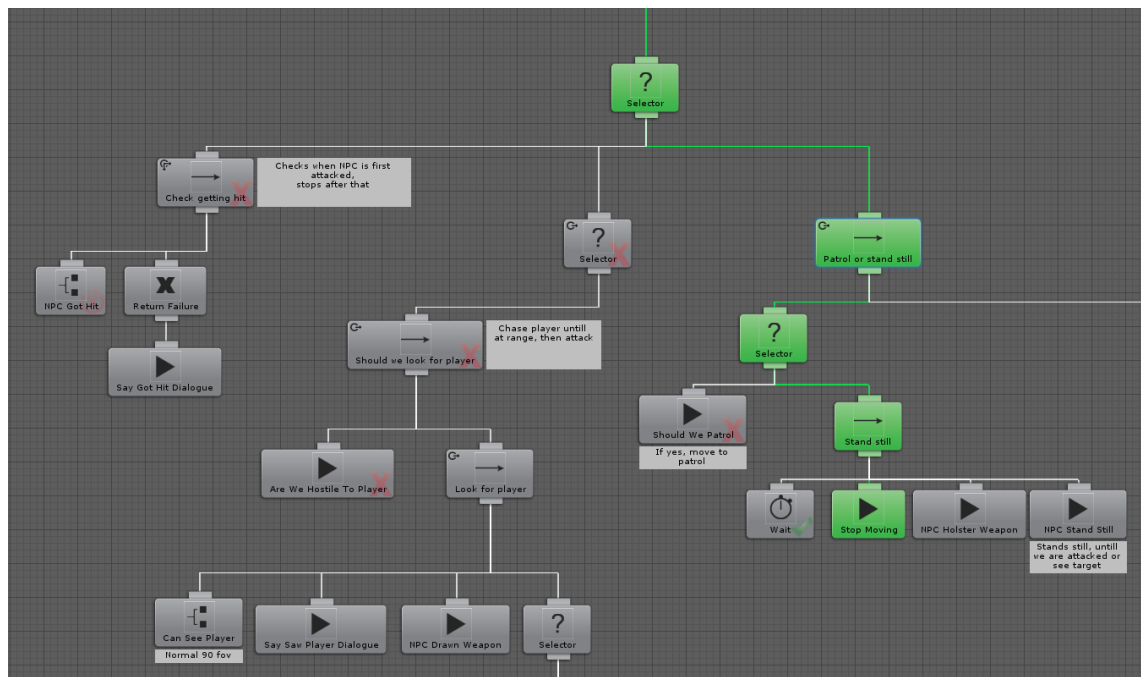 Selector
Check getting hit
Checks when NPC is first
attacked,
stops after that
Selector
Patrol or stand still
NPC Got Hit
Return Failure
Should we look for player
Chase player untill
at range, then attack
Selector
Say Got Hit Dialogue
Should We Patrol
If yes, move to
patrol
Stand still
Are We Hostile To Player
Look for player
Wait
Stop Moving
NPC Holster Weapon
NPC Stand Still
Stands still, untill
we are attacked or
see target
Can See Player
Normal 90 fov
Say Saw Player Dialogue
NPC Drawn Weapon
Selector